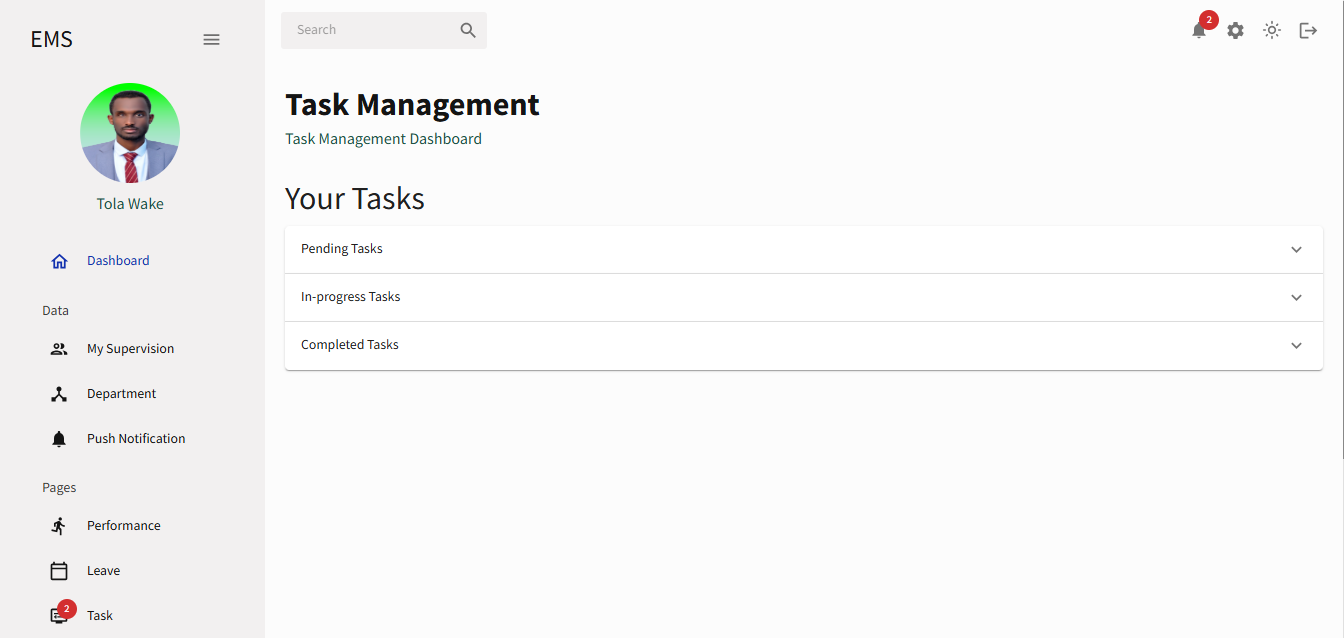 EMS
Search
2
Tola Wake
Dashboard
Data
My Supervision
Department
Push Notification
Pages
Performance
Leave
2
Task
Task Management
Task Management Dashboard
Your Tasks
Pending Tasks
In-progress Tasks
Completed Tasks